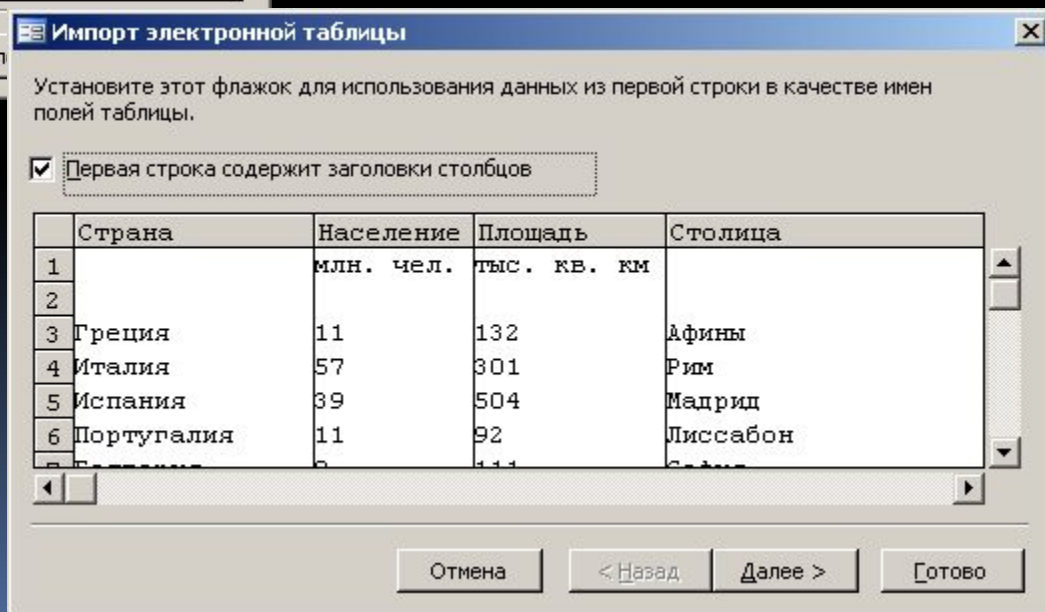 Импорт электронной таблицы
Установите этот флажок для использования данных из первой строки в качестве имен
полей таблицы.
Первая строка содержит заголовки столбцов
Страна Население Площадь Столица
1 млн. чел. тыс. кв. км
2
3 Греция 11 132 Афины
4 Италия 57 301 Рим
5 Испания 39 504 Мадрид
6 Португалия 11 92 Лиссабон
Отмена < Назад Далее > Готово